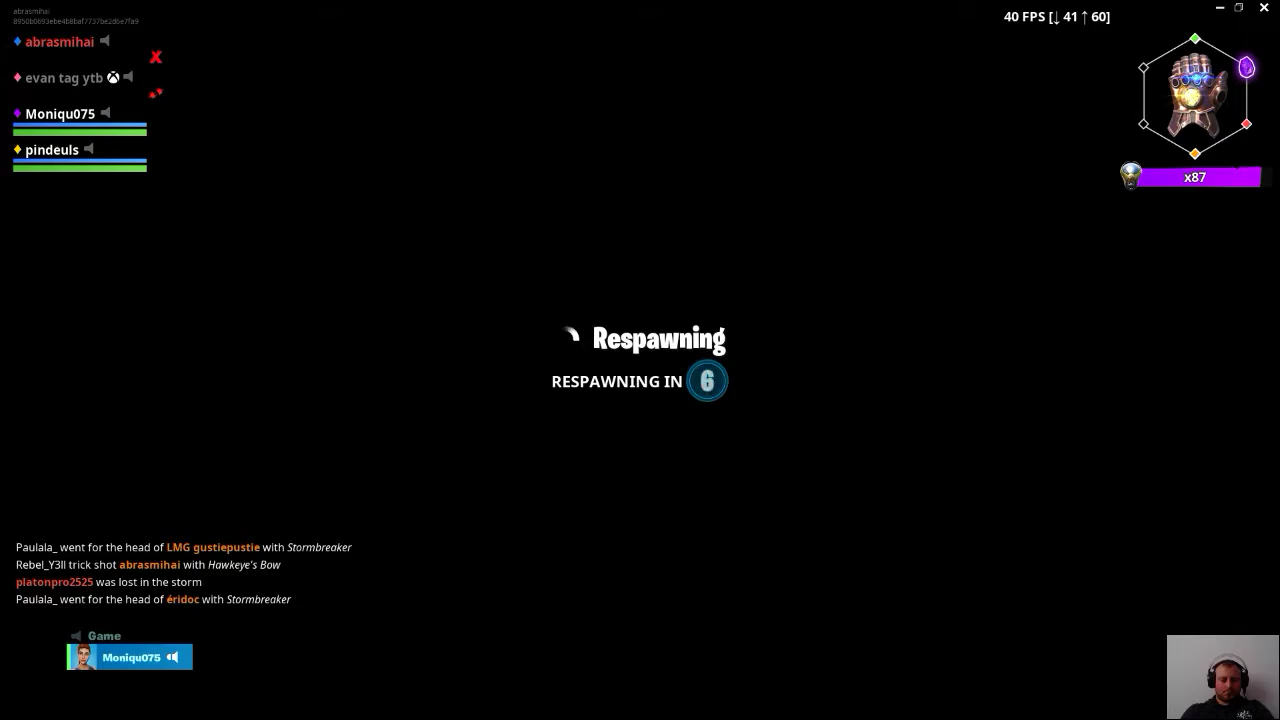 abrasmihai
8950b0693ebe4b8baf7737be2d6e7fa9
40 FPS [↓ 41 ↑ 60]
abrasmihai
evan tag ytb
Moniqu075
pindeuls
x87
Respawning
RESPAWNING IN 6
Paulala_ went for the head of LMG gustiepustie with Stormbreaker
Rebel_Y3ll trick shot abrasmihai with Hawkeye's Bow
platonpro2525 was lost in the storm
Paulala_ went for the head of éridoc with Stormbreaker
Game
Moniqu075